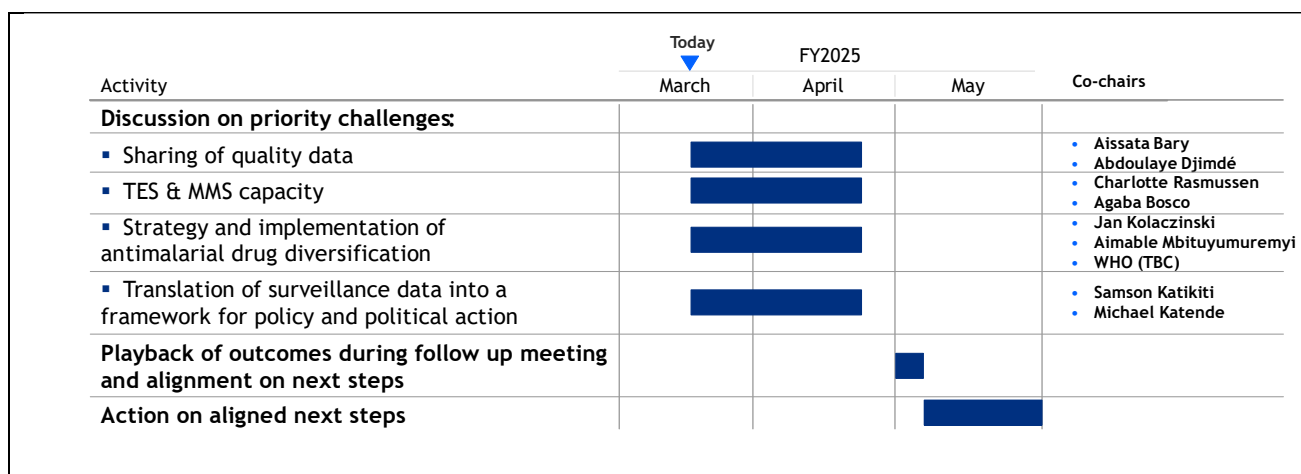 Today
FY2025
Activity
March
April
May
Co-chairs
Discussion on priority challenges:
▪ Sharing of quality data
• Aissata Bary
• Abdoulaye Djimdé
▪ TES & MMS capacity
• Charlotte Rasmussen
• Agaba Bosco
▪ Strategy and implementation of
antimalarial drug diversification
• Jan Kolaczinski
• Aimable Mbituyumuremyi
• WHO (TBC)
▪ Translation of surveillance data into a
framework for policy and political action
• Samson Katikiti
• Michael Katende
Playback of outcomes during follow up meeting
and alignment on next steps
Action on aligned next steps